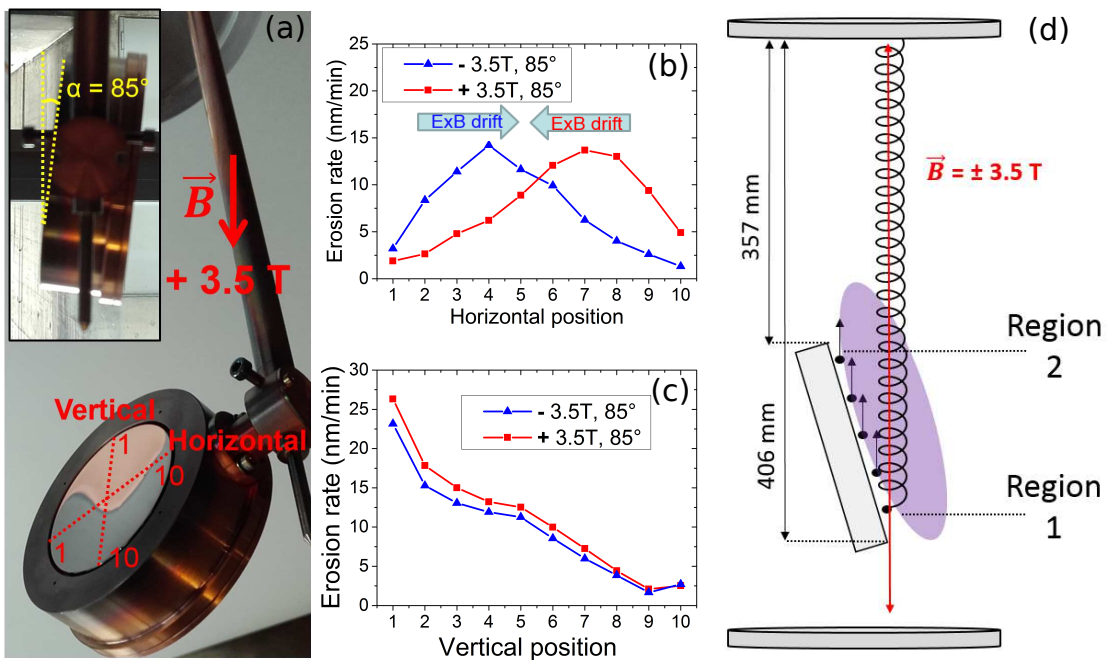 (a)
α = 85°
B
+ 3.5 T
Vertical
1
Horizontal
10
1
10
(b)
Erosion rate (nm/min)
25
20
15
10
5
0
- 3.5T, 85°
+ 3.5T, 85°
ExB drift
ExB drift
1 2 3 4 5 6 7 8 9 10
Horizontal position
(c)
Erosion rate (nm/min)
30
25
20
15
10
5
0
- 3.5T, 85°
+ 3.5T, 85°
1 2 3 4 5 6 7 8 9 10
Vertical position
(d)
B = ± 3.5 T
357 mm
406 mm
Region
2
Region
1